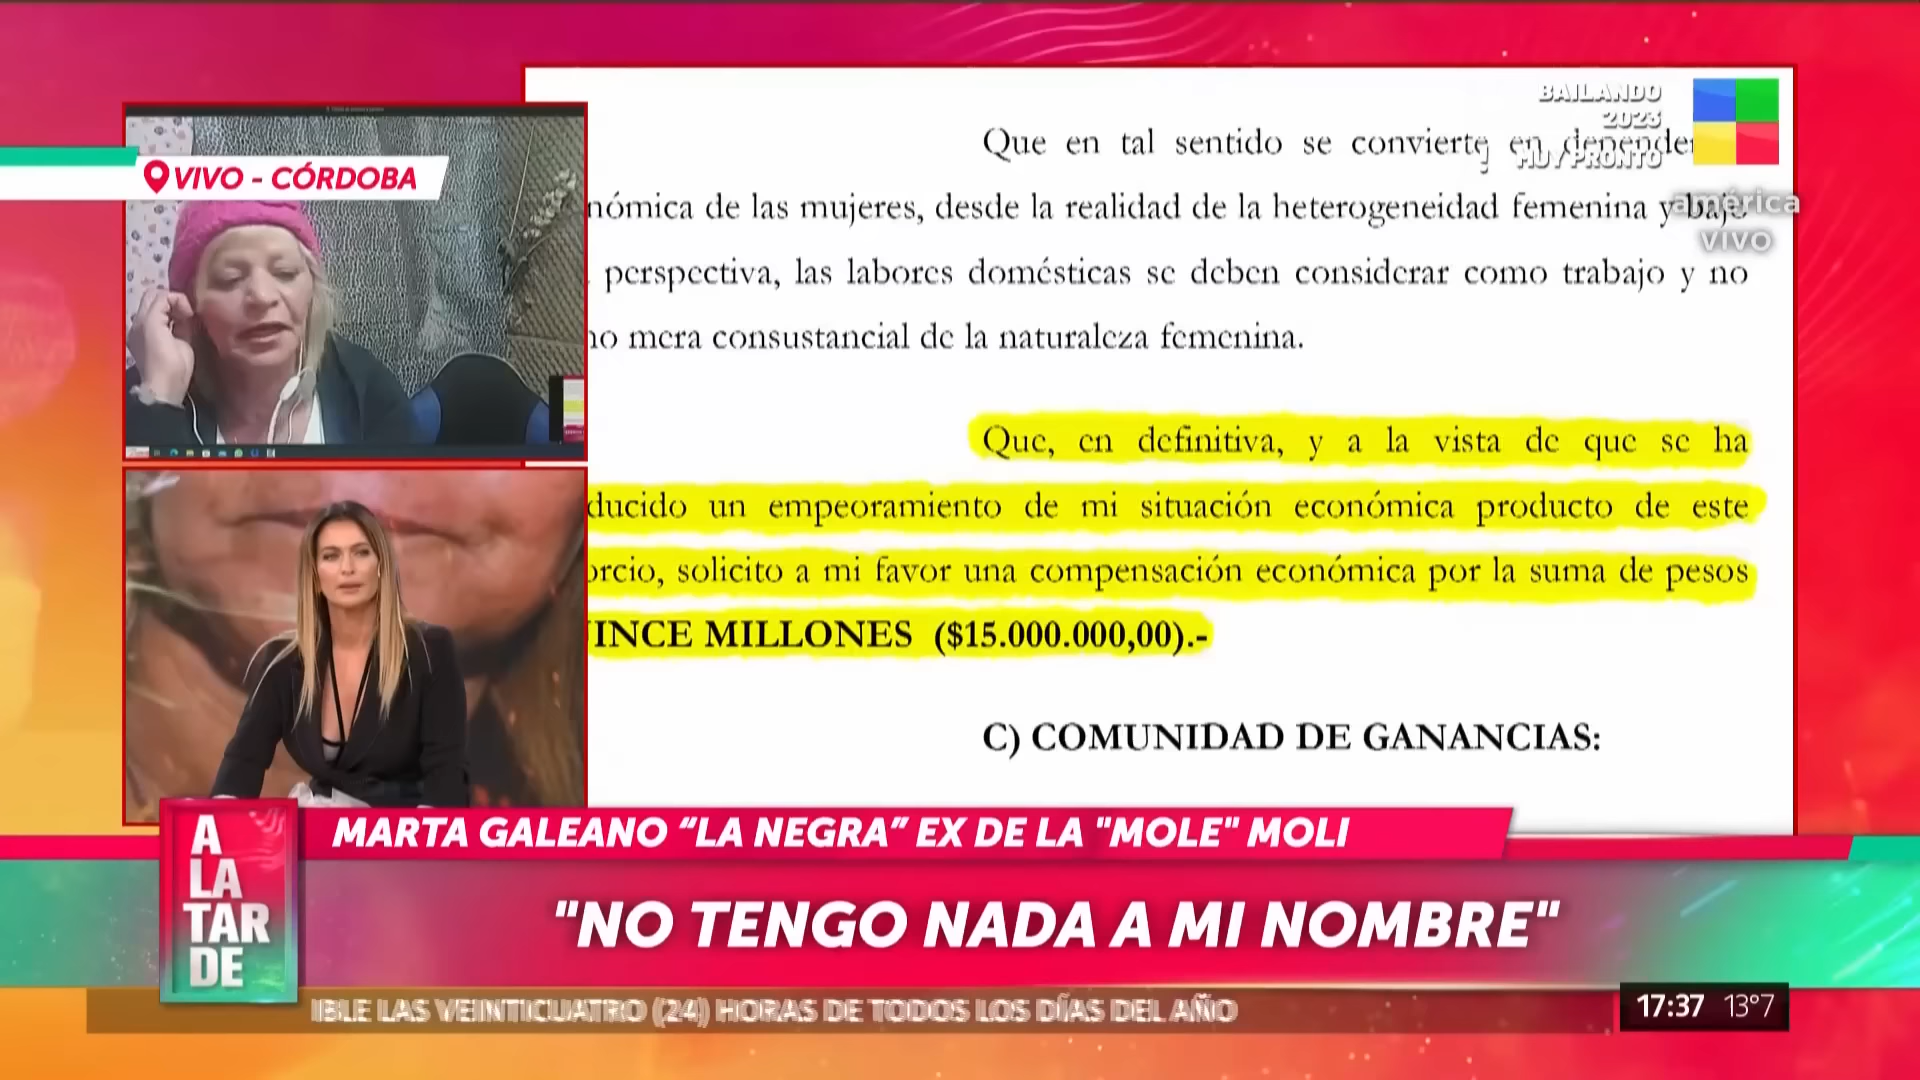 BAILANDO
2023
MUY PRONTO
américa
VIVO
VIVO - CÓRDOBA
Que en tal sentido se convierte en
nómica de las mujeres, desde la realidad de la heterogeneidad femenina y bajo
perspectiva, las labores domésticas se deben considerar como trabajo y no
mo mera consustancial de la naturaleza femenina.
Que, en definitiva, y a la vista de que se ha
ducido un empeoramiento de mi situación económica producto de este
orcio, solicito a mi favor una compensación económica por la suma de pesos
UINCE MILLONES ($15.000.000,00).-
C) COMUNIDAD DE GANANCIAS:
A
LA
TAR
DE
MARTA GALEANO “LA NEGRA” EX DE LA "MOLE" MOLI
"NO TENGO NADA A MI NOMBRE"
IBLE LAS VEINTICUATRO (24) HORAS DE TODOS LOS DÍAS DEL AÑO
17:37 13°7